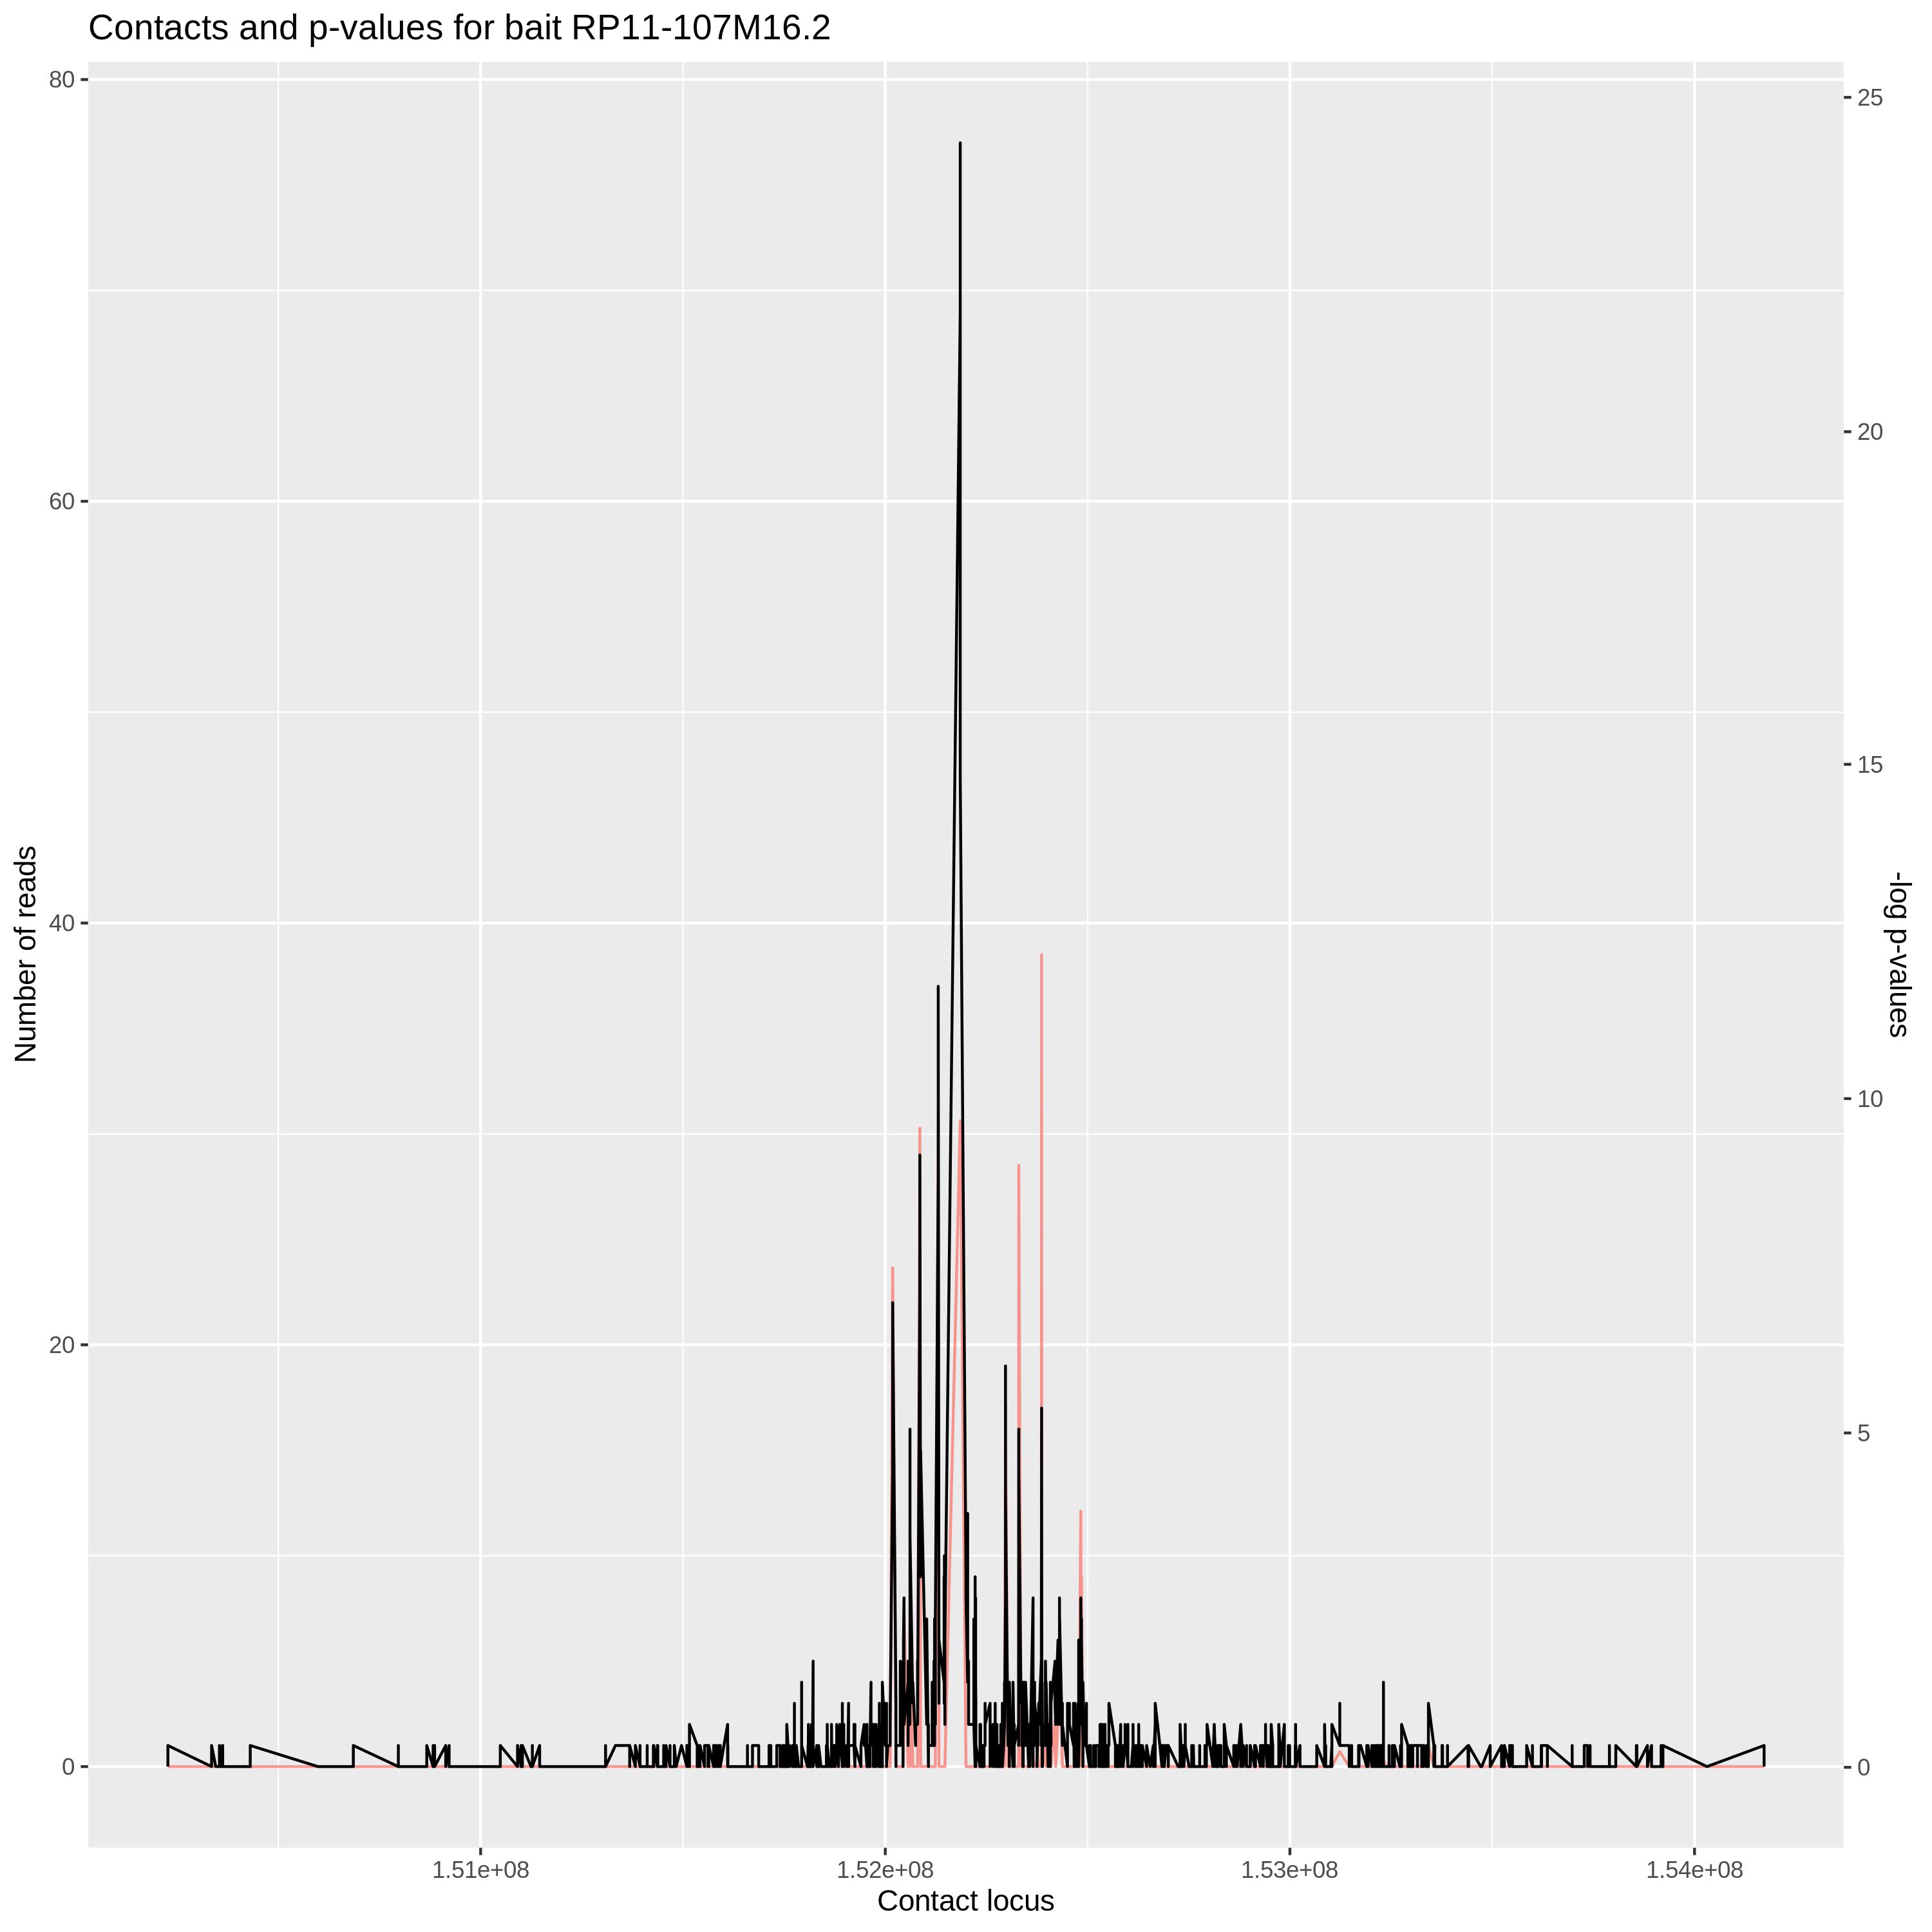 Contacts and p-values for bait RP11-107M16.2
80
60
40
20
0
Number of reads
25
20
15
10
5
0
-log p-values
1.51e+08
1.52e+08
1.53e+08
1.54e+08
Contact locus